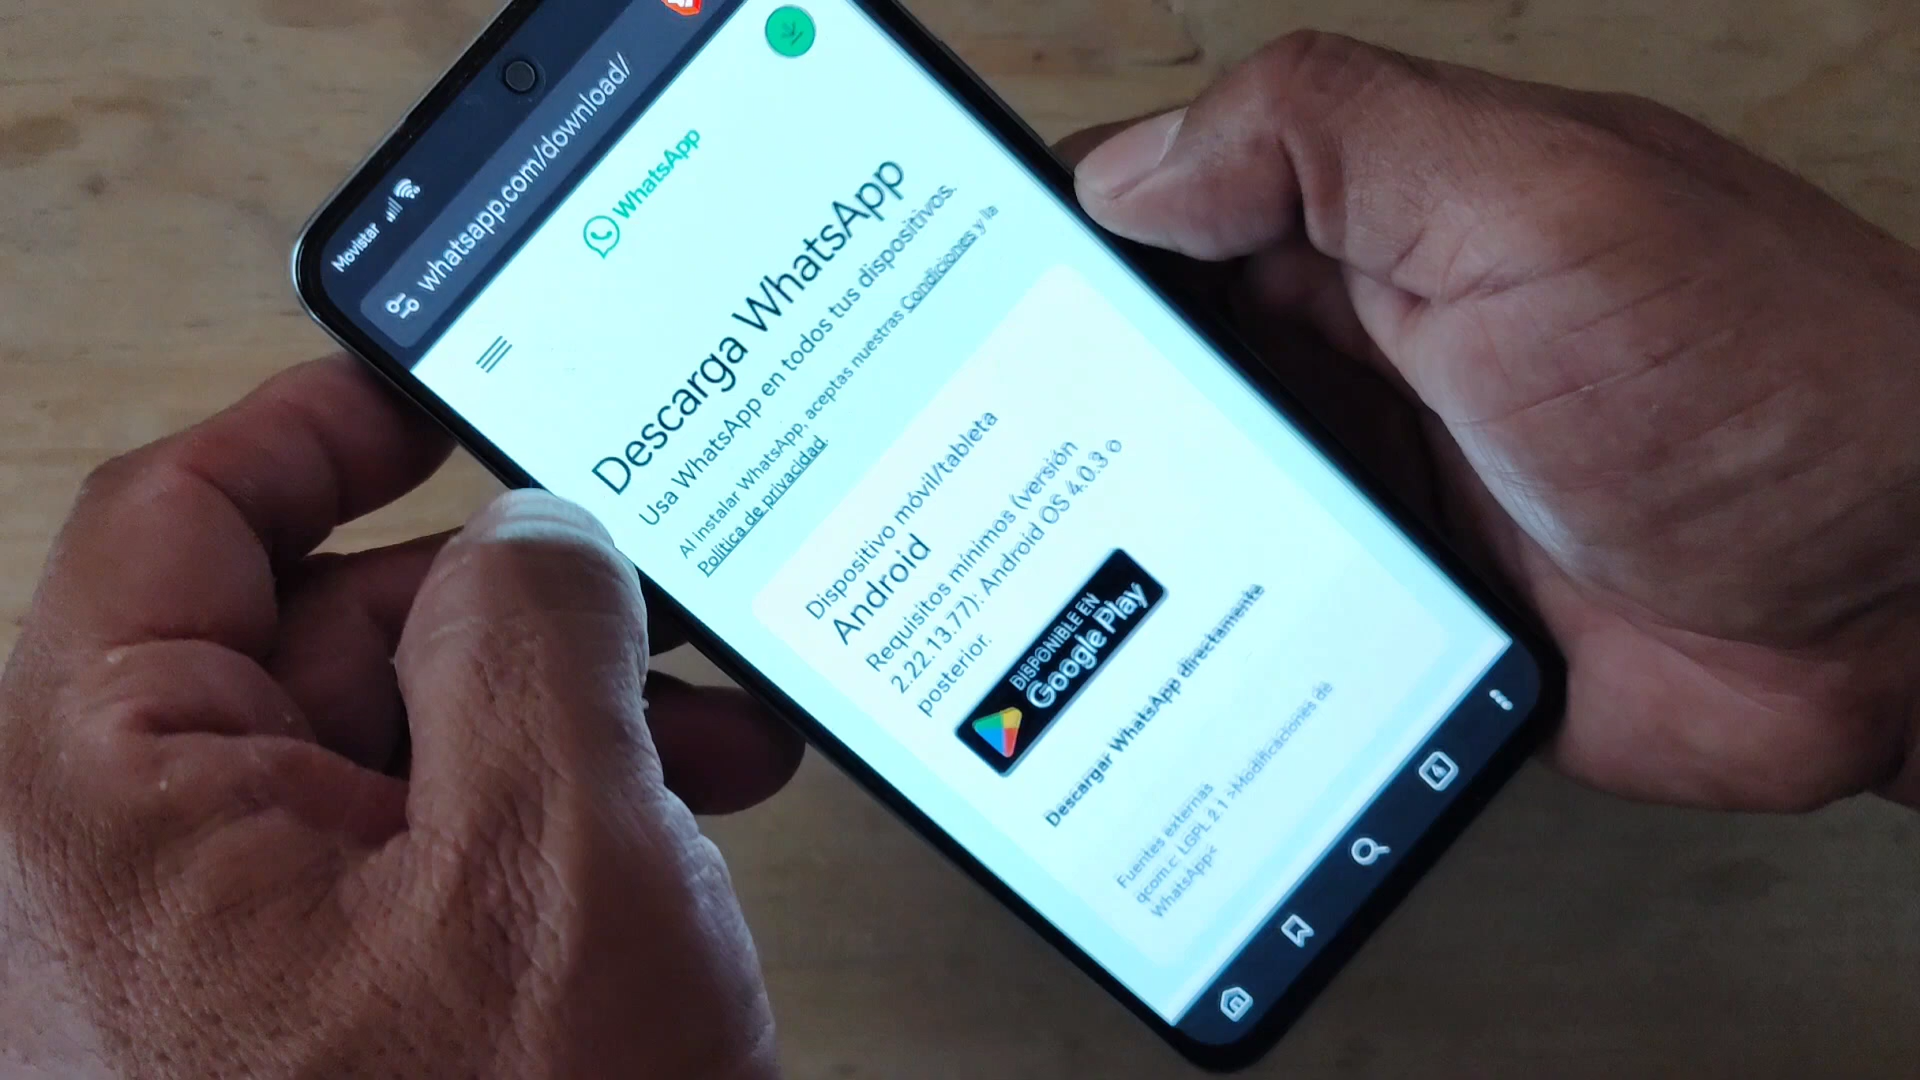 Movistar
whatsapp.com/download/
WhatsApp
Descarga WhatsApp
Usa WhatsApp en todos tus dispositivos.
Al instalar WhatsApp, aceptas nuestras Condiciones y la
Política de privacidad.
Dispositivo móvil/tableta
Android
Requisitos mínimos (versión
2.22.13.77): Android OS 4.0.3 o
posterior.
DISPONIBLE EN
Google Play
Descargar WhatsApp directamente
Fuentes externas
qcom.c: LGPL 2.1 >Modificaciones de
WhatsApp<
4